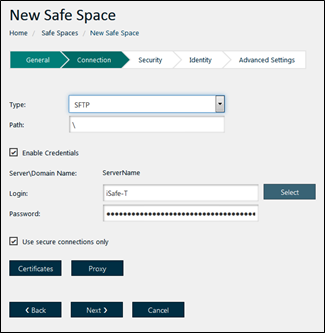 New Safe Space
Home / Safe Spaces / New Safe Space
General Connection Security Identity Advanced Settings
Type: SFTP
Path: \
Enable Credentials
Server\Domain Name: ServerName
Login: iSafe-T Select
Password: ••••••••••••••••••••••••••••••••••••
Use secure connections only
Certificates Proxy
❮ Back Next ❯ Cancel